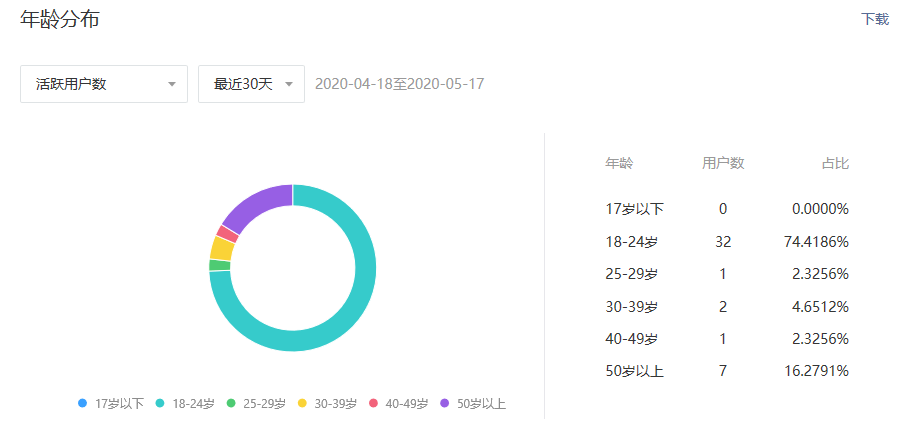 年龄分布 下载
活跃用户数 最近30天 2020-04-18至2020-05-17
年龄 用户数 占比
17岁以下 0 0.0000%
18-24岁 32 74.4186%
25-29岁 1 2.3256%
30-39岁 2 4.6512%
40-49岁 1 2.3256%
50岁以上 7 16.2791%
17岁以下 18-24岁 25-29岁 30-39岁 40-49岁 50岁以上